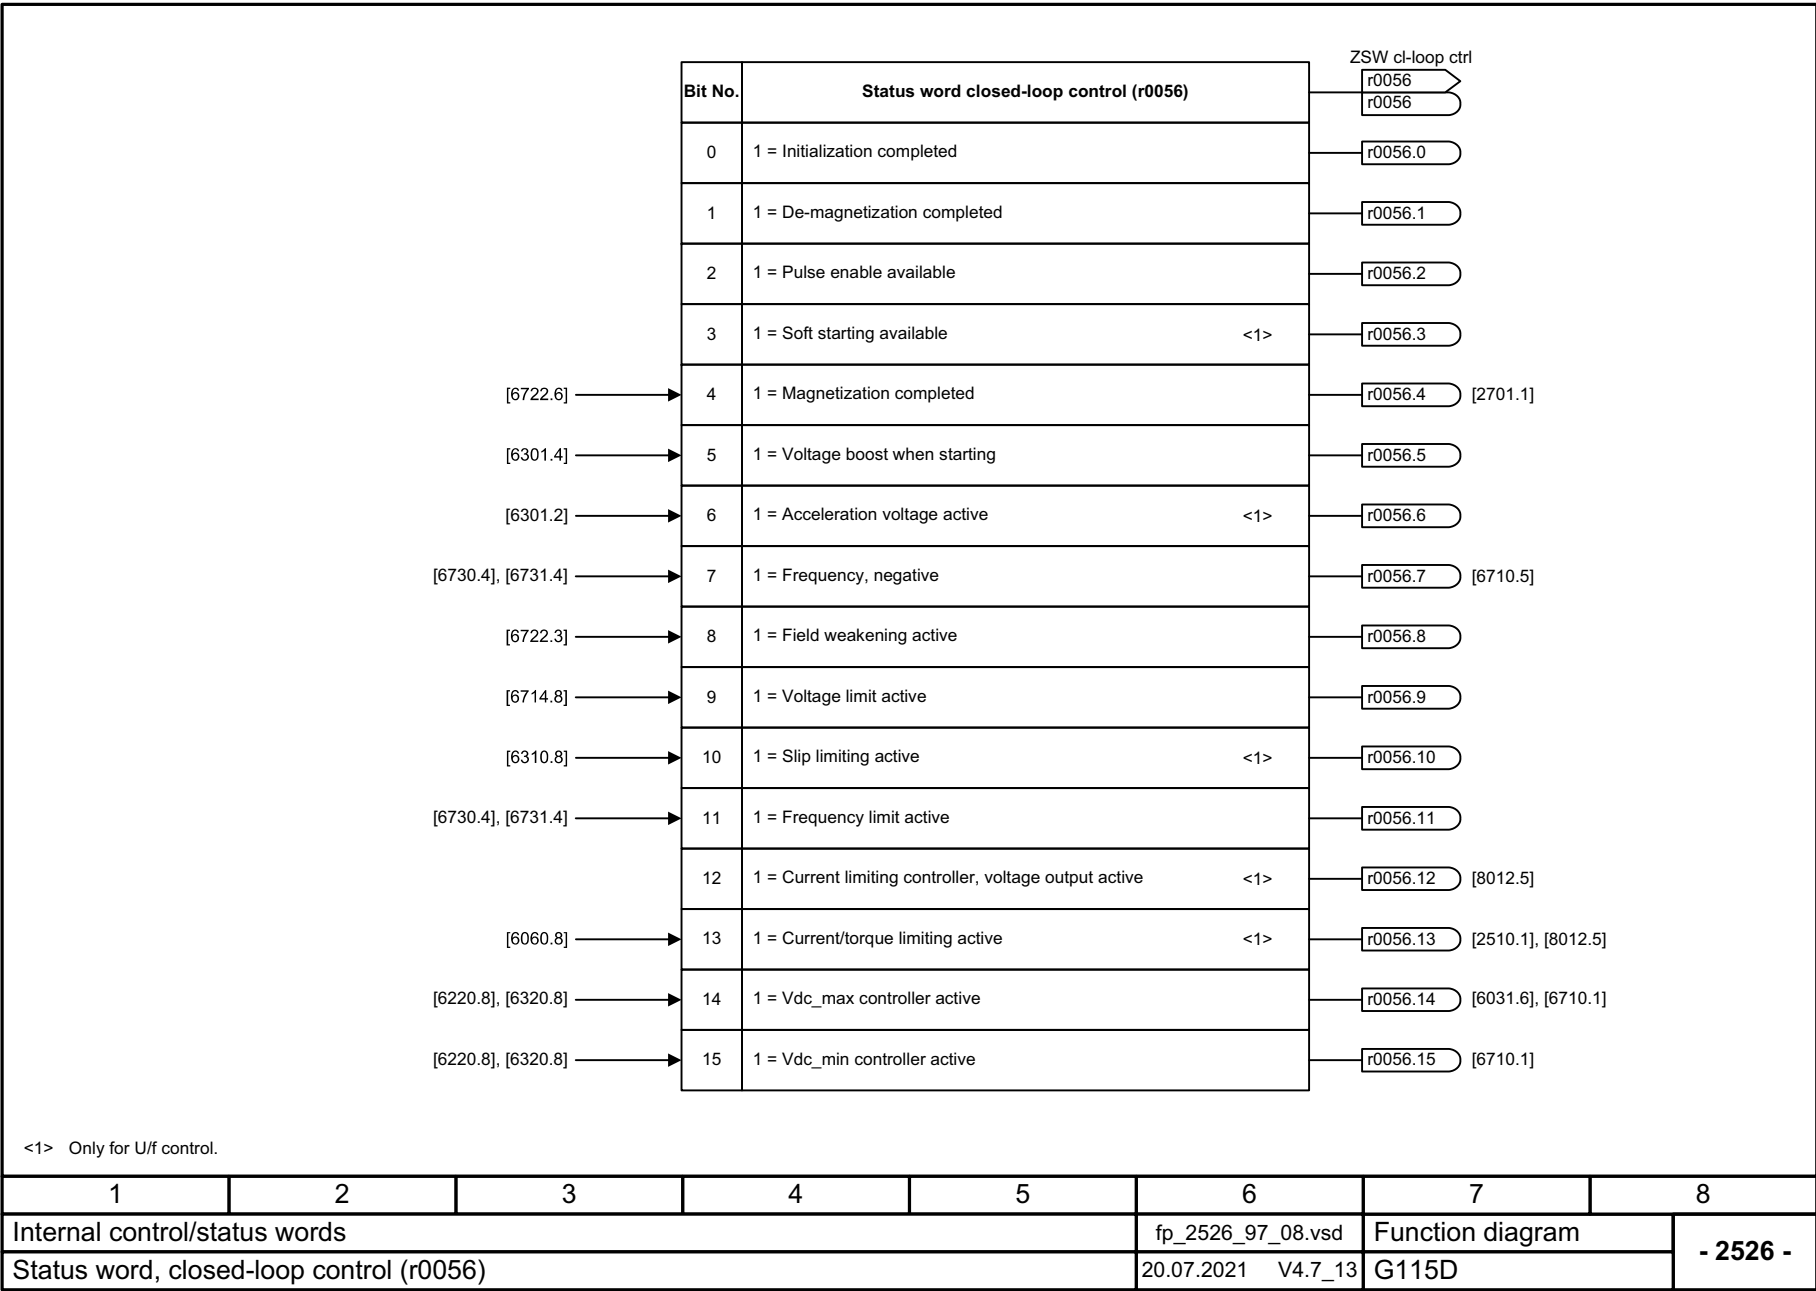 ZSW cl-loop ctrl
Bit No. Status word closed-loop control (r0056) r0056
r0056
0 1 = Initialization completed r0056.0
1 1 = De-magnetization completed r0056.1
2 1 = Pulse enable available r0056.2
3 1 = Soft starting available <1> r0056.3
[6722.6] 4 1 = Magnetization completed r0056.4 [2701.1]
[6301.4] 5 1 = Voltage boost when starting r0056.5
[6301.2] 6 1 = Acceleration voltage active <1> r0056.6
[6730.4], [6731.4] 7 1 = Frequency, negative r0056.7 [6710.5]
[6722.3] 8 1 = Field weakening active r0056.8
[6714.8] 9 1 = Voltage limit active r0056.9
[6310.8] 10 1 = Slip limiting active <1> r0056.10
[6730.4], [6731.4] 11 1 = Frequency limit active r0056.11
12 1 = Current limiting controller, voltage output active <1> r0056.12 [8012.5]
[6060.8] 13 1 = Current/torque limiting active <1> r0056.13 [2510.1], [8012.5]
[6220.8], [6320.8] 14 1 = Vdc_max controller active r0056.14 [6031.6], [6710.1]
[6220.8], [6320.8] 15 1 = Vdc_min controller active r0056.15 [6710.1]
<1> Only for U/f control.
1 2 3 4 5 6 7 8
Internal control/status words fp_2526_97_08.vsd Function diagram
- 2526 -
Status word, closed-loop control (r0056) 20.07.2021 V4.7_13 G115D